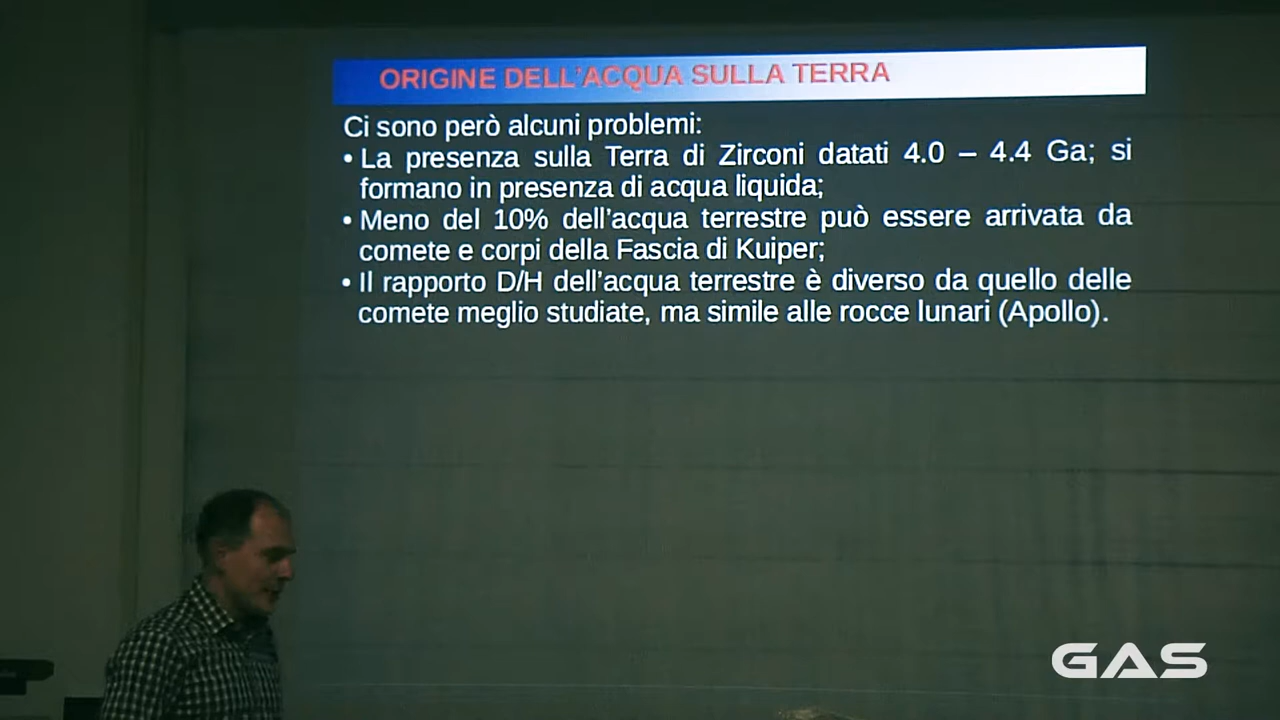 ORIGINE DELL'ACQUA SULLA TERRA
Ci sono però alcuni problemi:
• La presenza sulla Terra di Zirconi datati 4.0 – 4.4 Ga; si
formano in presenza di acqua liquida;
• Meno del 10% dell'acqua terrestre può essere arrivata da
comete e corpi della Fascia di Kuiper;
• Il rapporto D/H dell'acqua terrestre è diverso da quello delle
comete meglio studiate, ma simile alle rocce lunari (Apollo).
GAS